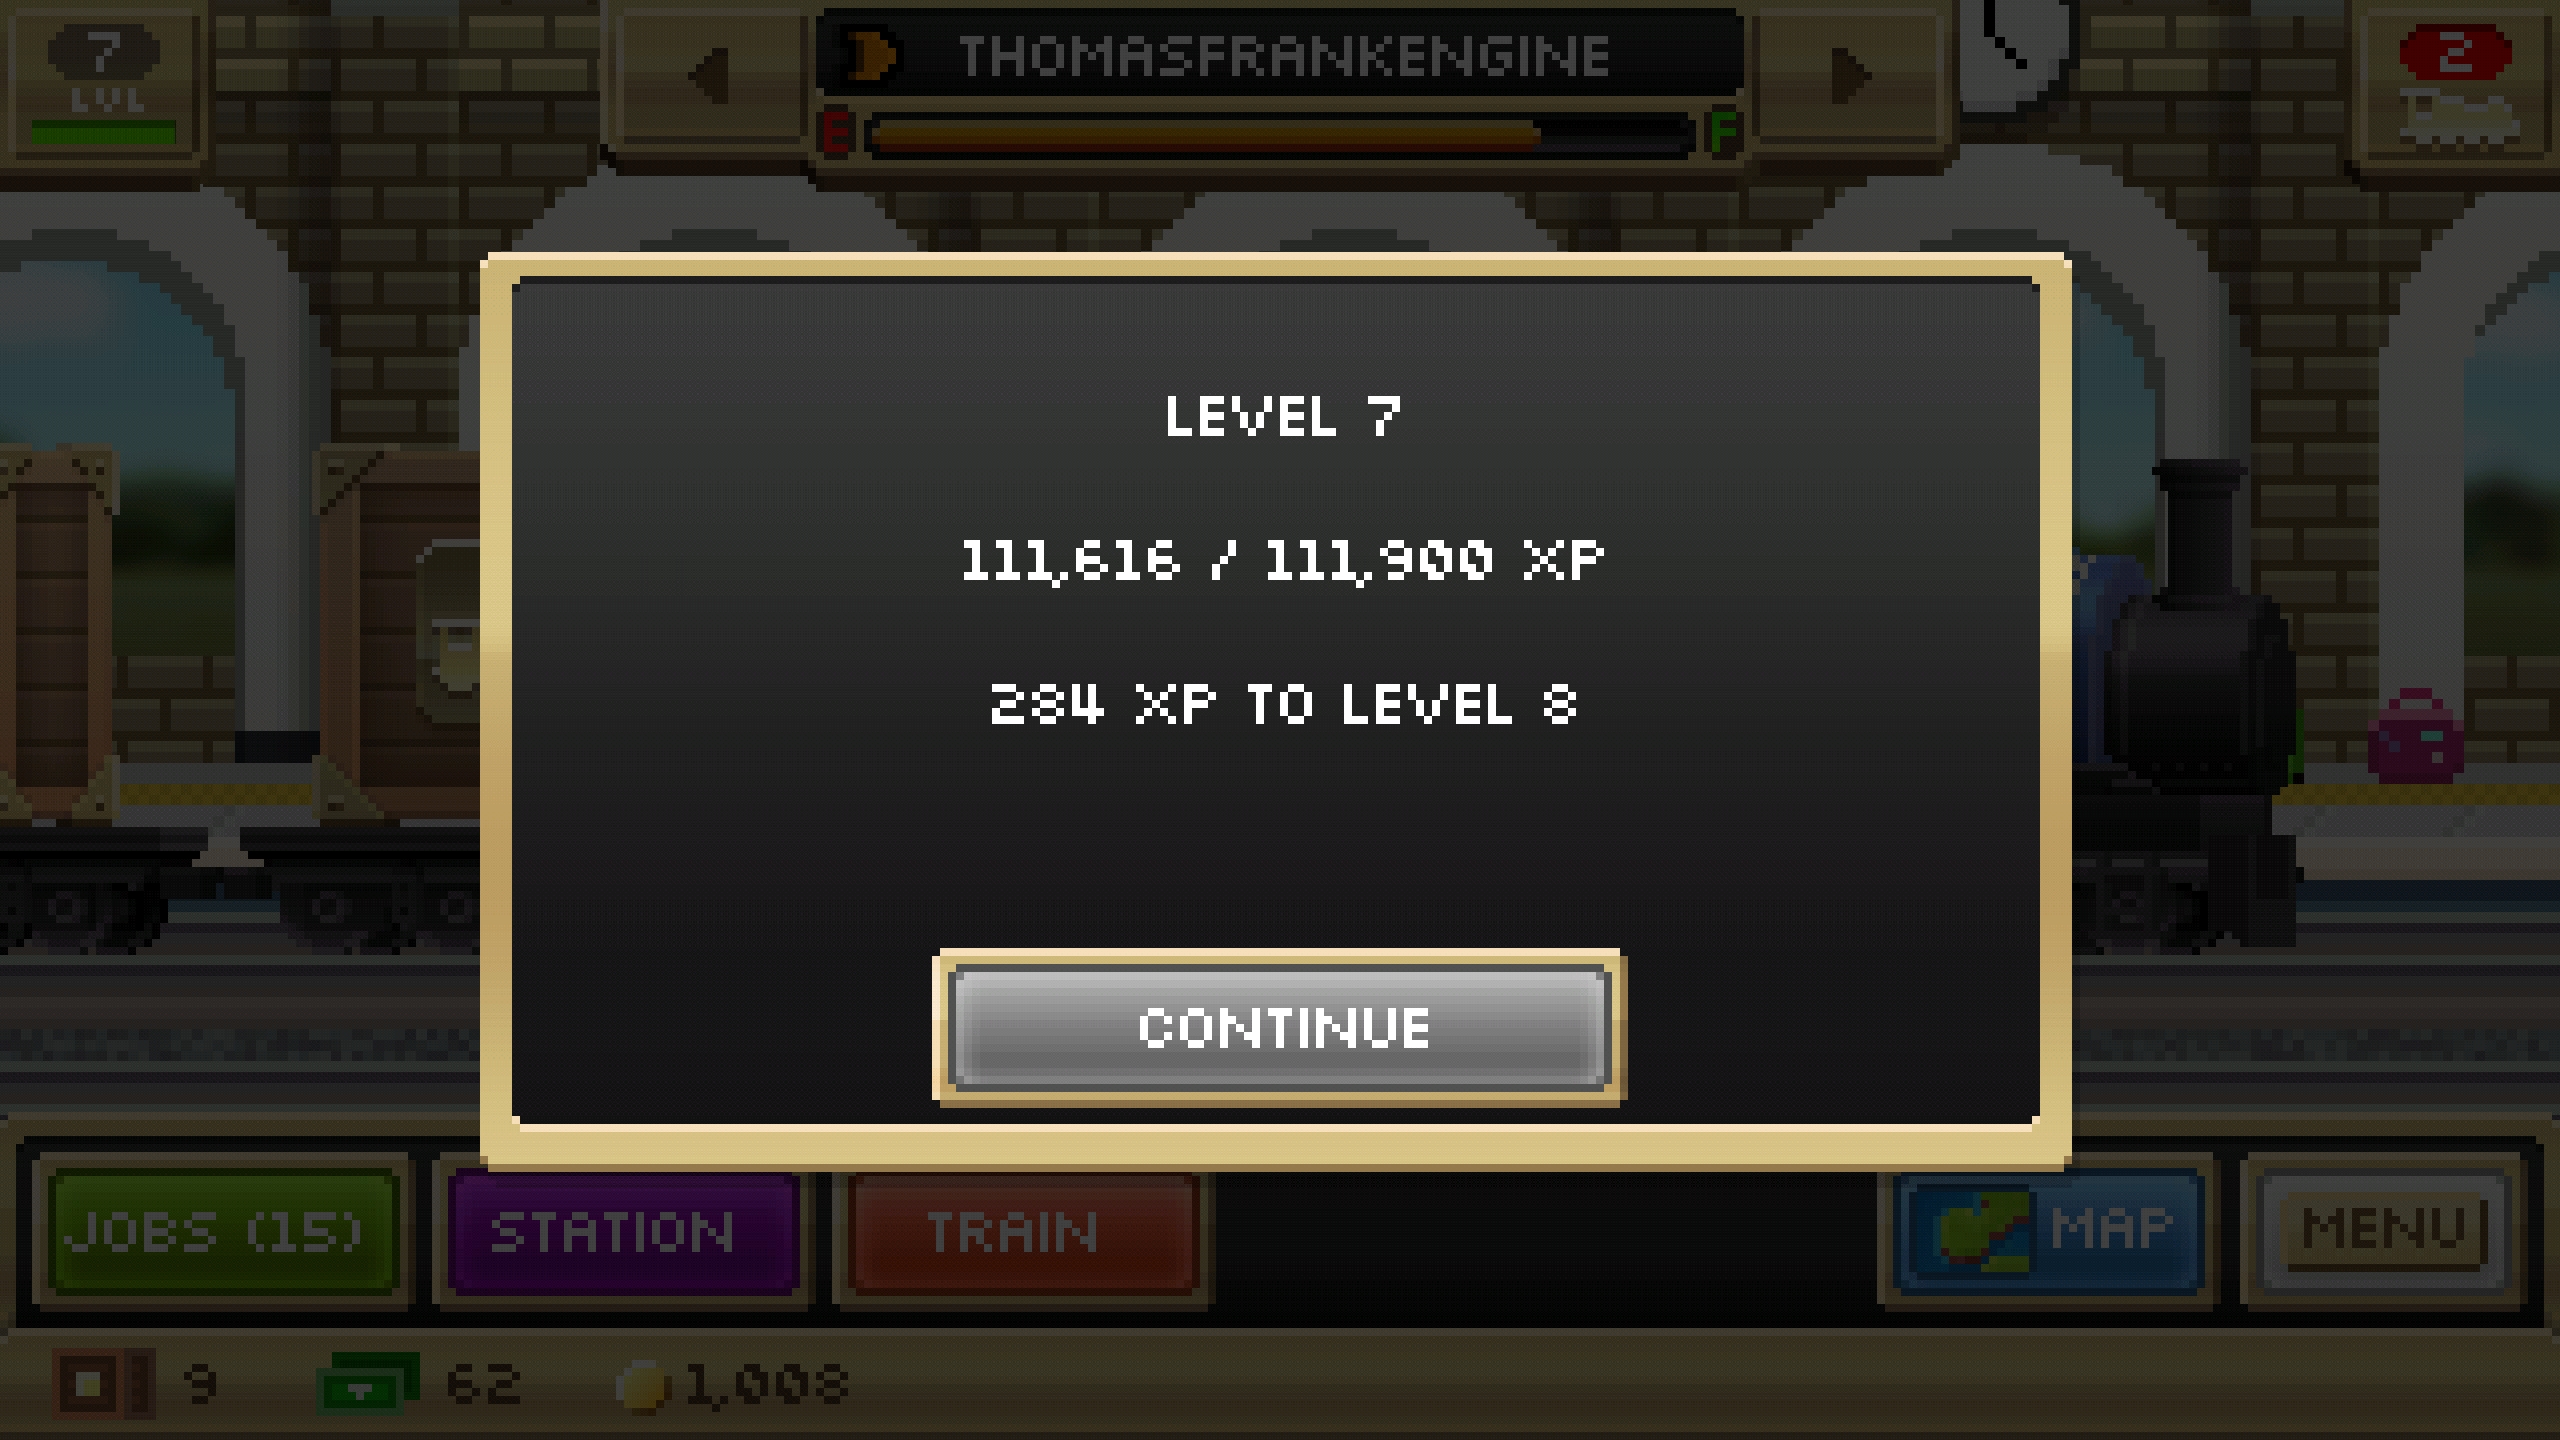 7
LVL
THOMASFRANKENGINE
E F
2
LEVEL 7
111,616 / 111,900 XP
284 XP TO LEVEL 8
CONTINUE
JOBS (15)
STATION
TRAIN
MAP
MENU
9
62
1,008